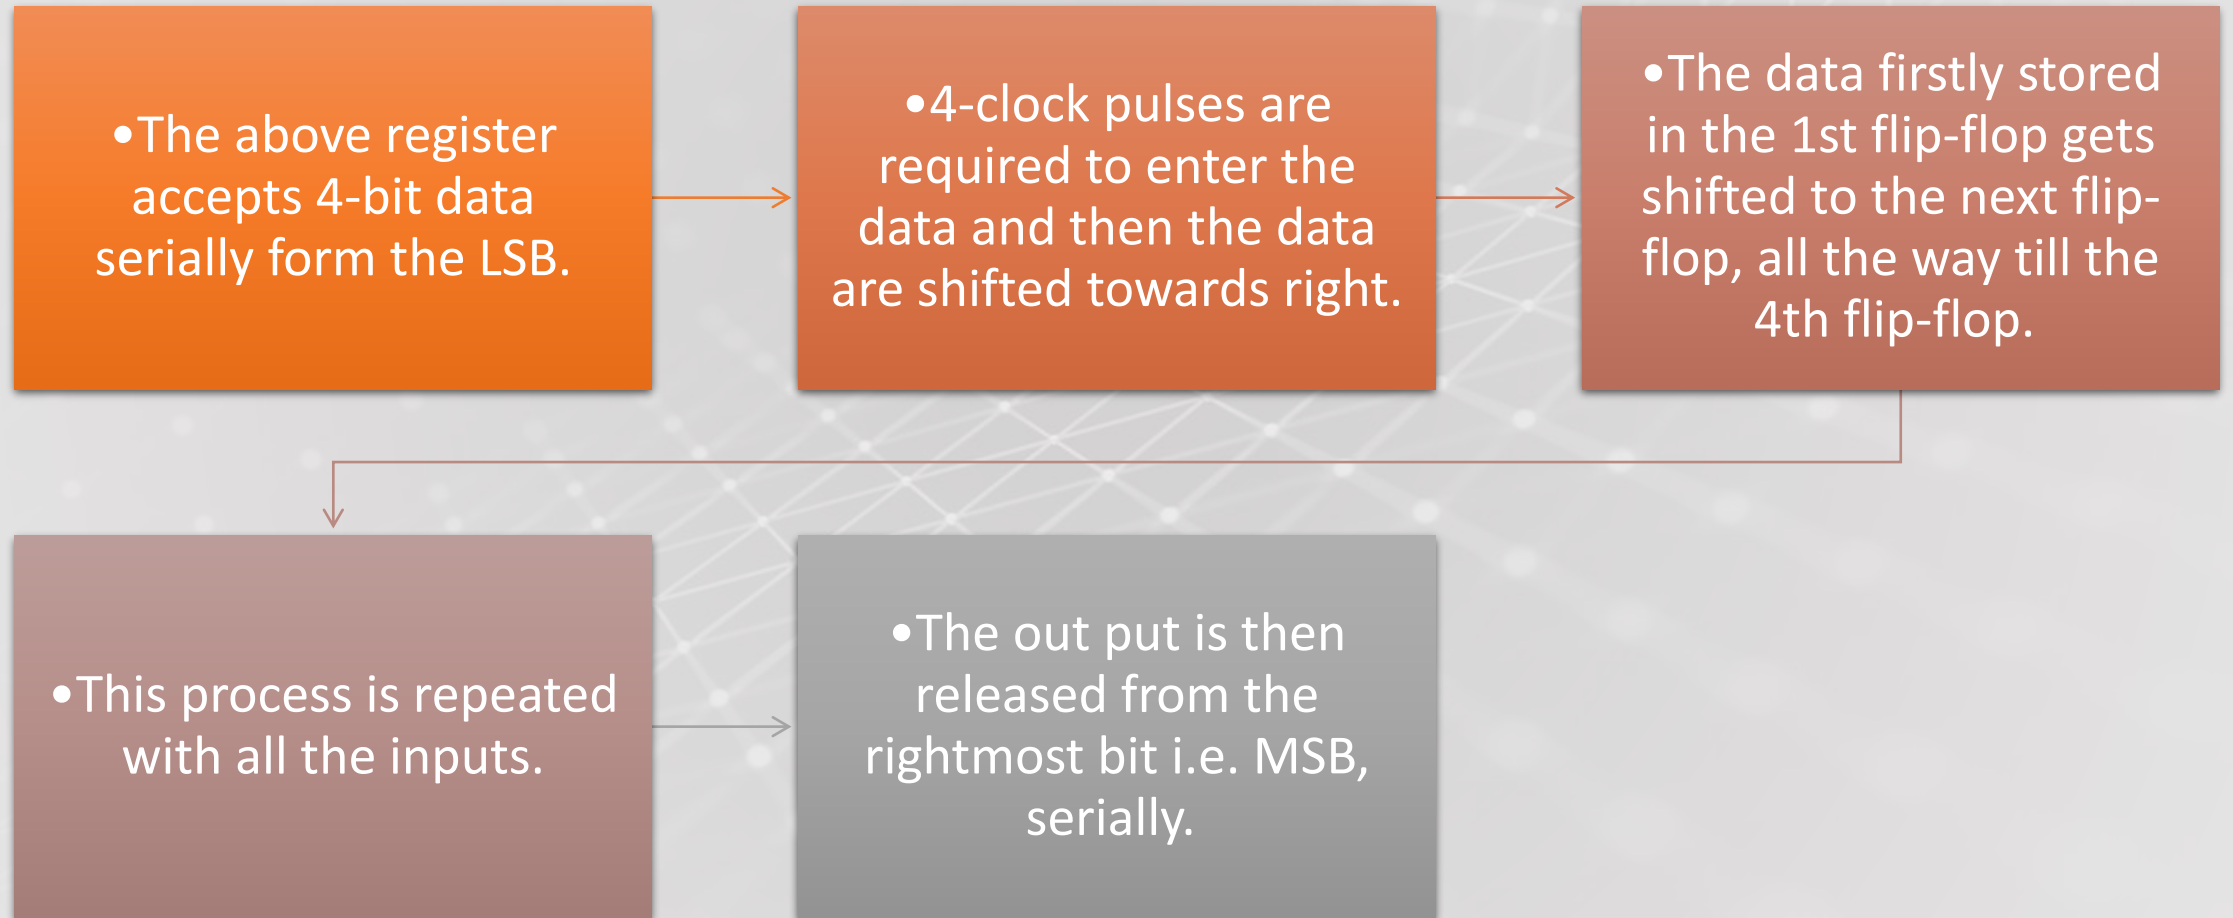 •The above register
accepts 4-bit data
serially form the LSB.
•4-clock pulses are
required to enter the
data and then the data
are shifted towards right.
•The data firstly stored
in the 1st flip-flop gets
shifted to the next flip-
flop, all the way till the
4th flip-flop.
•This process is repeated
with all the inputs.
•The out put is then
released from the
rightmost bit i.e. MSB,
serially.